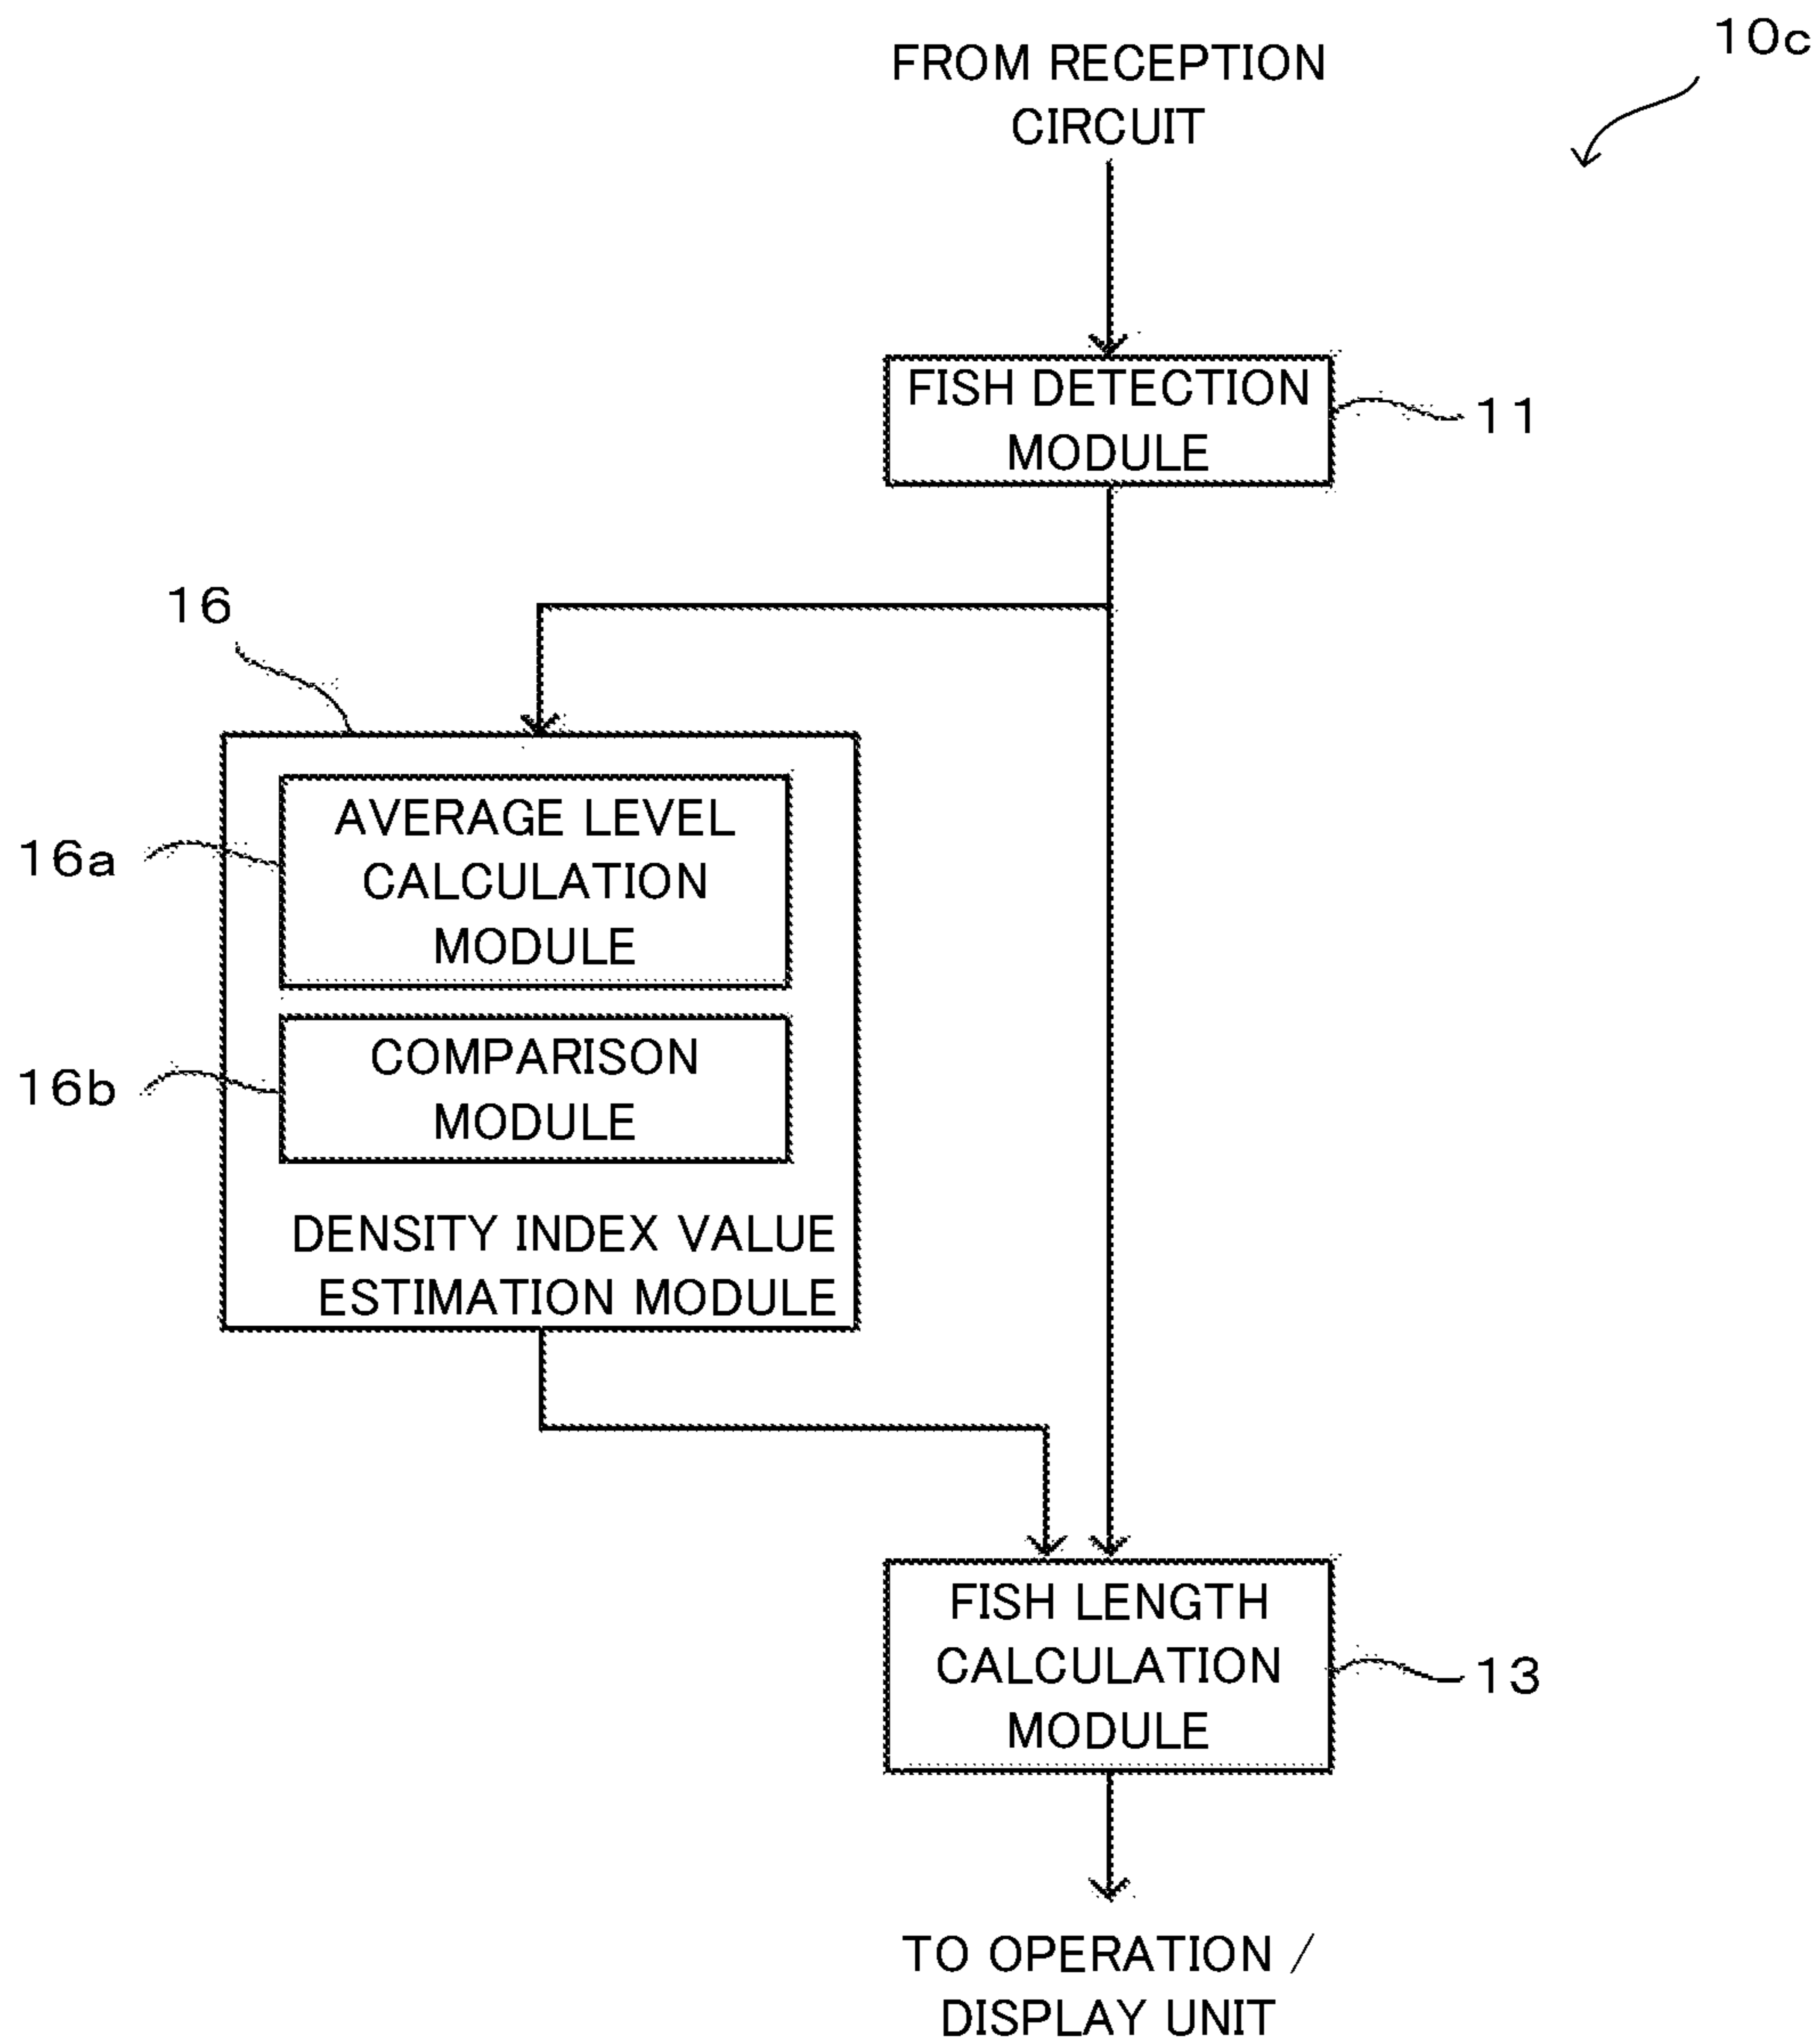 10c
FROM RECEPTION
CIRCUIT
FISH DETECTION
MODULE
11
16
AVERAGE LEVEL
CALCULATION
MODULE
16a
COMPARISON
MODULE
16b
DENSITY INDEX VALUE
ESTIMATION MODULE
FISH LENGTH
CALCULATION
MODULE
13
TO OPERATION /
DISPLAY UNIT